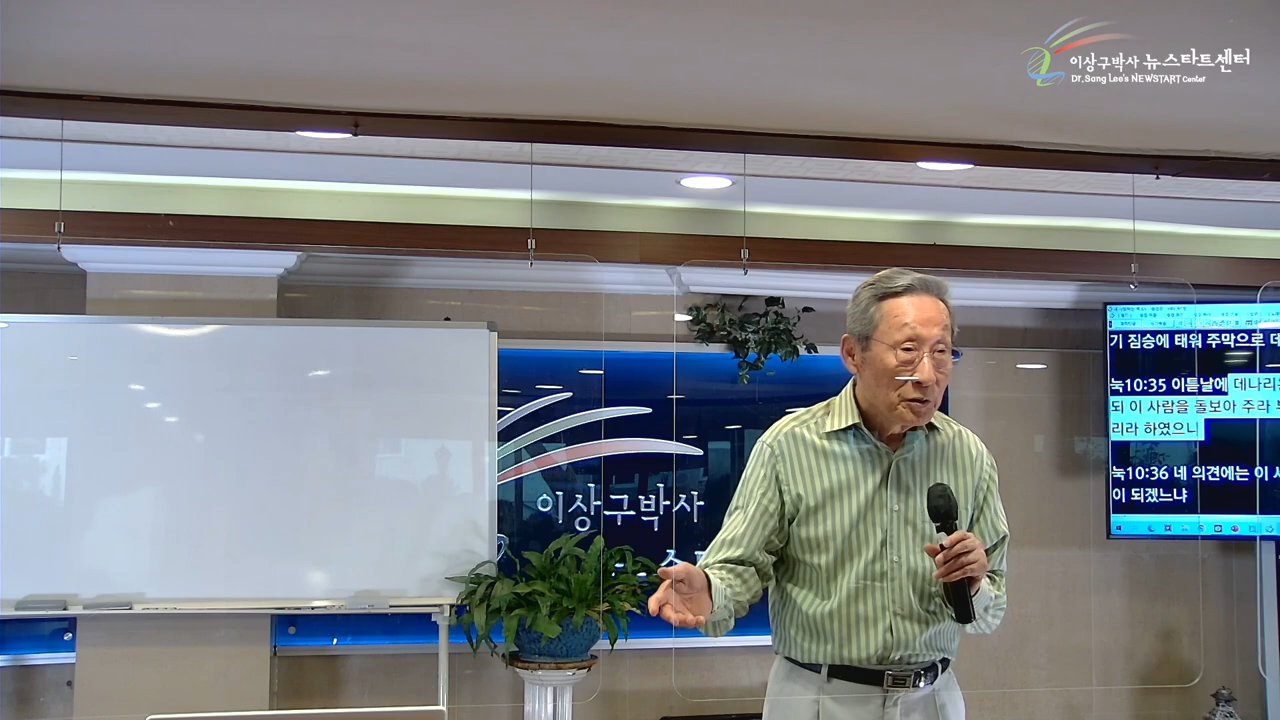 이상구박사 뉴스타트센터
Dr. Sang Lee's NEWSTART Center
이상구박사
기 짐승에 태워 주막으로 데
눅10:35 이튿날에 데나리
되 이 사람을 돌보아 주라
리라 하였으니
눅10:36 네 의견에는 이
이 되겠느냐